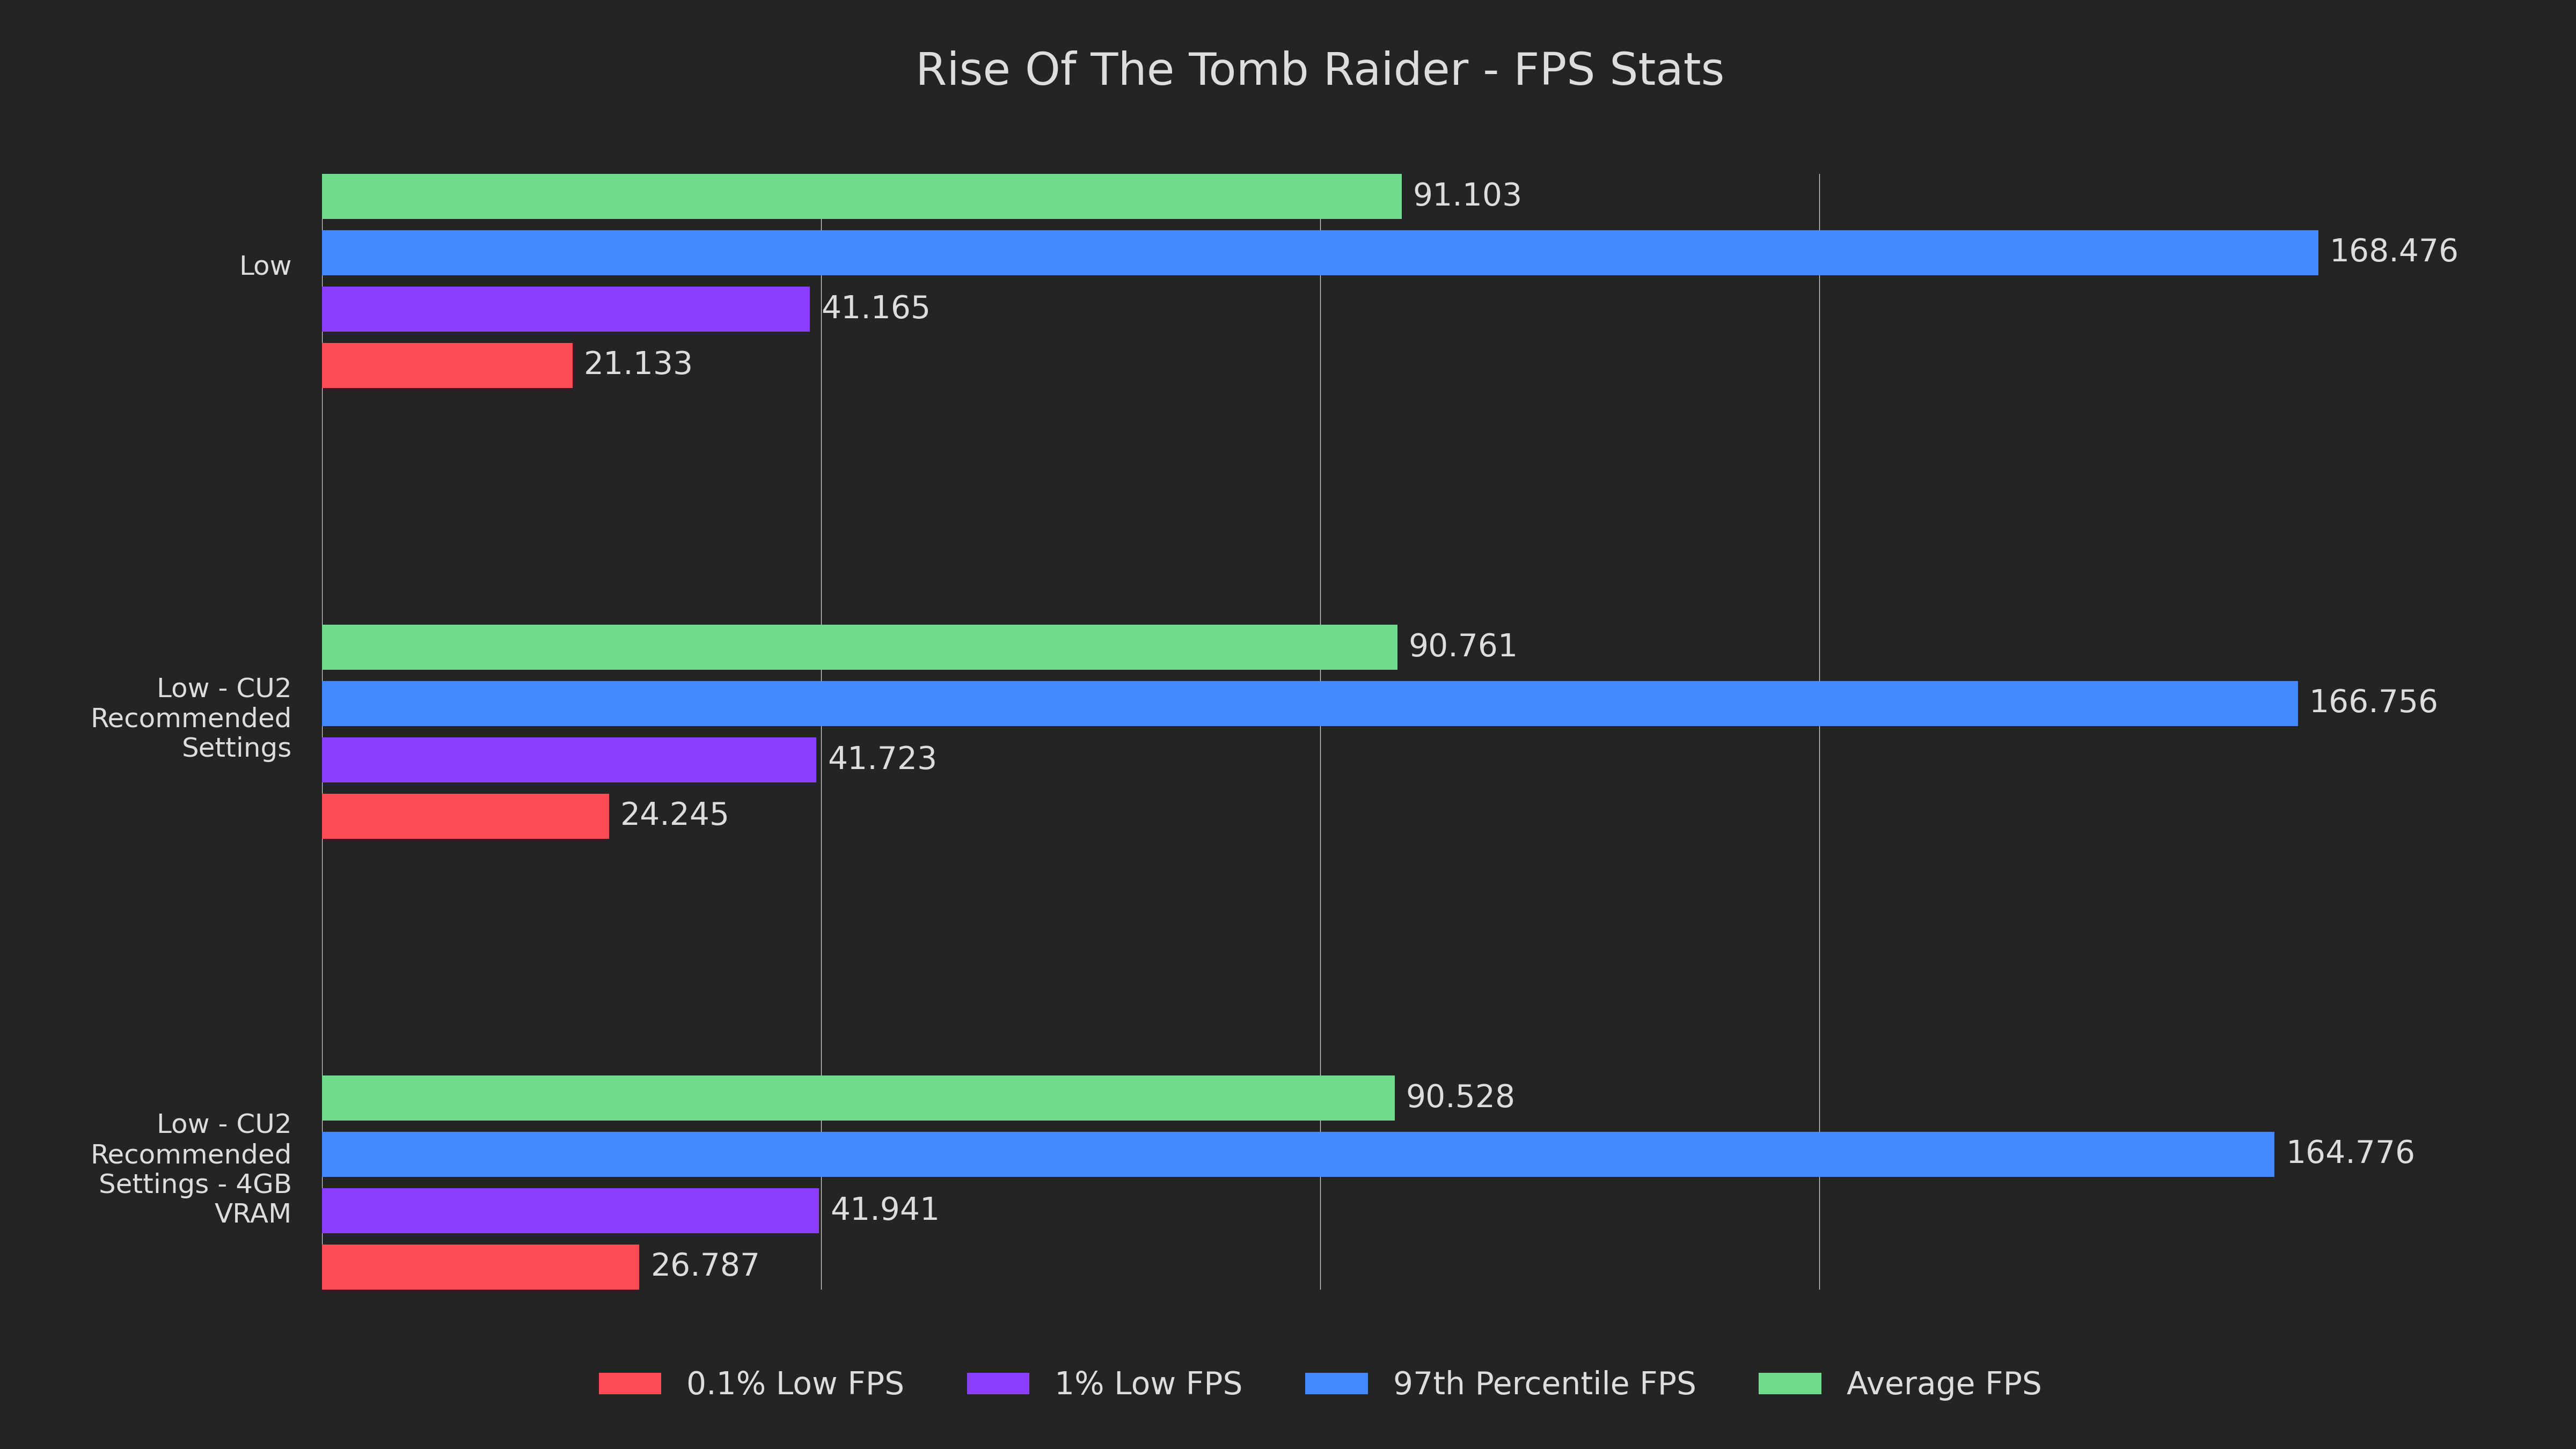 Rise Of The Tomb Raider - FPS Stats
91.103
168.476
Low
41.165
21.133
90.761
Low - CU2
Recommended
Settings
166.756
41.723
24.245
90.528
Low - CU2
Recommended
Settings - 4GB
VRAM
164.776
41.941
26.787
0.1% Low FPS
1% Low FPS
97th Percentile FPS
Average FPS